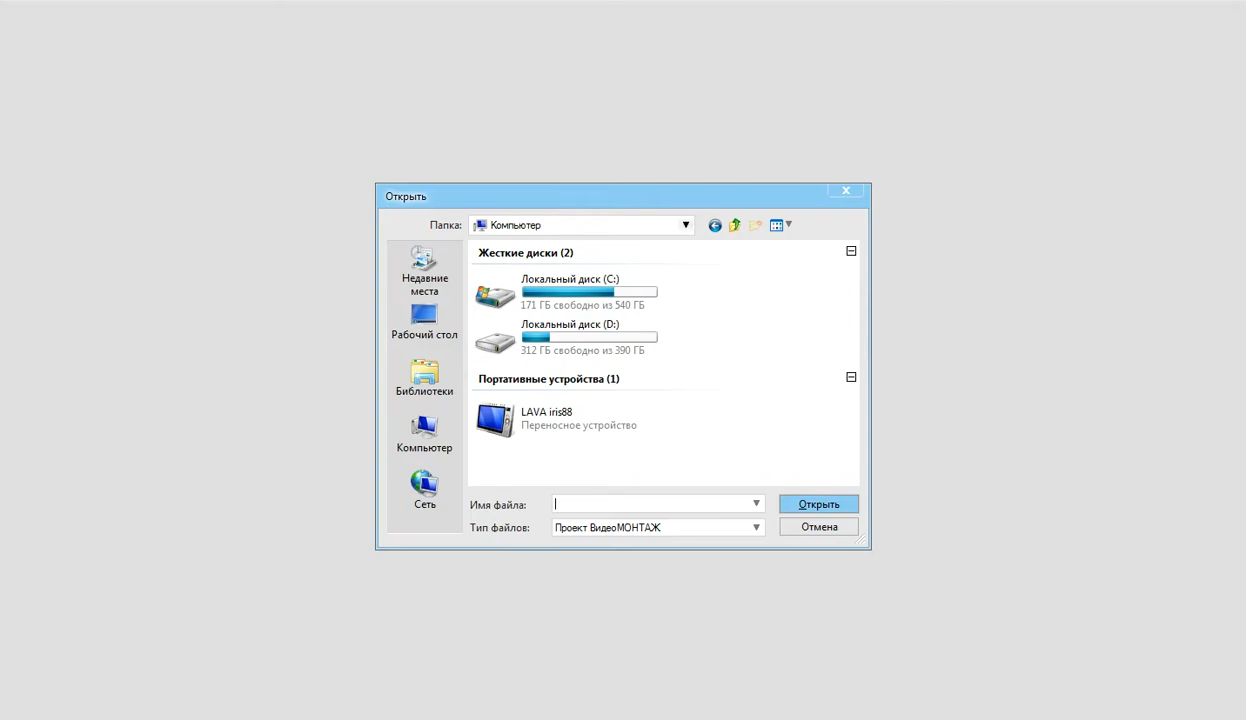 Открыть
Папка: Компьютер
Недавние места
Рабочий стол
Библиотеки
Компьютер
Сеть
Жесткие диски (2)
Локальный диск (C:)
171 ГБ свободно из 540 ГБ
Локальный диск (D:)
312 ГБ свободно из 390 ГБ
Портативные устройства (1)
LAVA iris88
Переносное устройство
Имя файла: Открыть
Тип файлов: Проект ВидеоМОНТАЖ Отмена